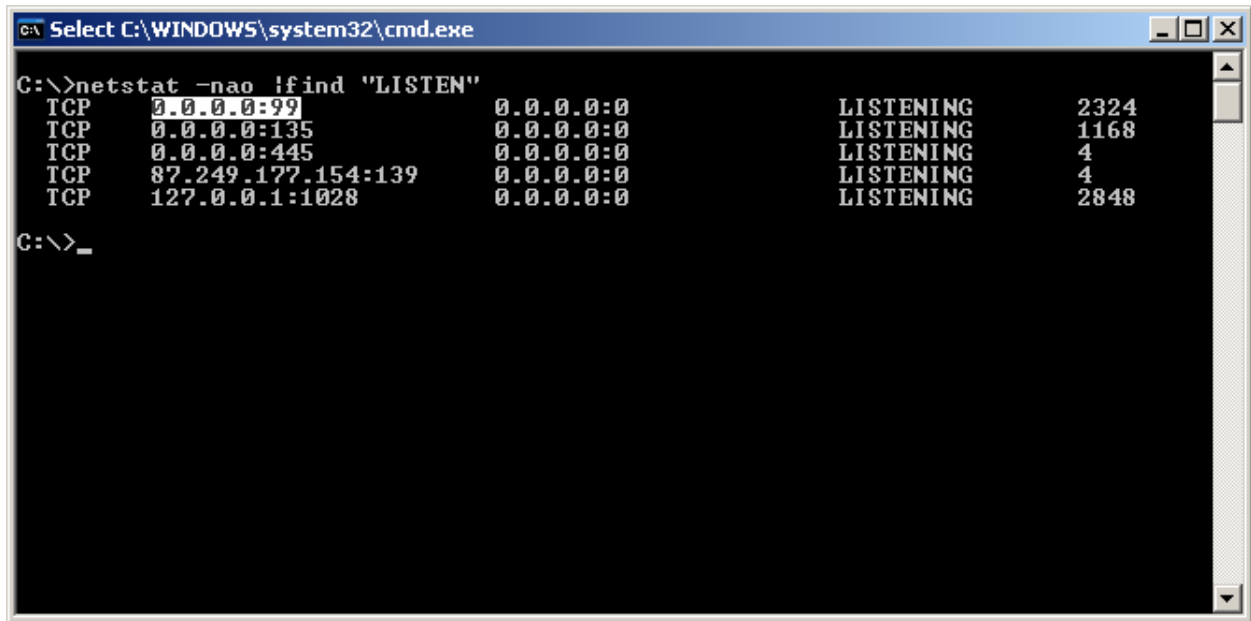 Select C:\WINDOWS\system32\cmd.exe
C:\>netstat -nao |find "LISTEN"
TCP 0.0.0.0:99 0.0.0.0:0 LISTENING 2324
TCP 0.0.0.0:135 0.0.0.0:0 LISTENING 1168
TCP 0.0.0.0:445 0.0.0.0:0 LISTENING 4
TCP 87.249.177.154:139 0.0.0.0:0 LISTENING 4
TCP 127.0.0.1:1028 0.0.0.0:0 LISTENING 2848
C:\>_